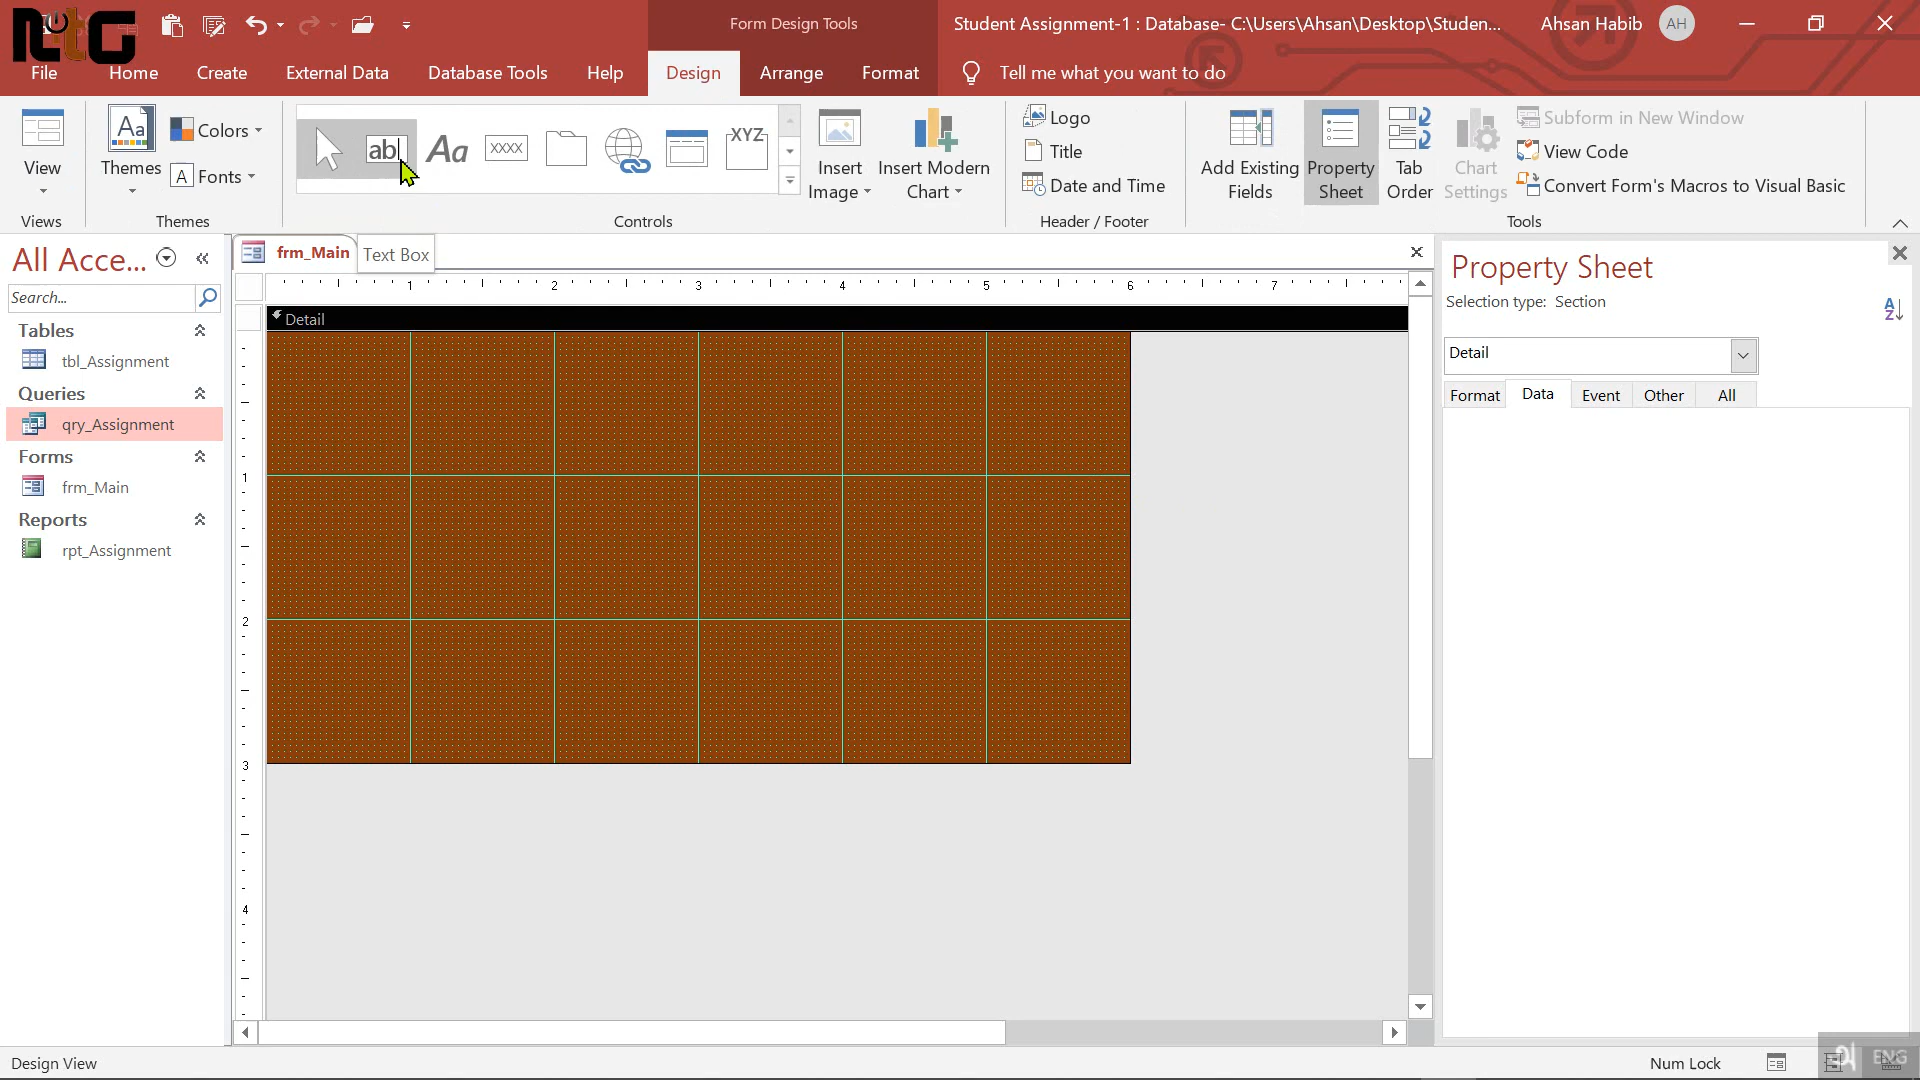 NtG
Form Design Tools
Student Assignment-1 : Database- C:\Users\Ahsan\Desktop\Studen...
Ahsan Habib
AH
File
Home
Create
External Data
Database Tools
Help
Design
Arrange
Format
Tell me what you want to do
View
Themes
Colors
Fonts
ab
Aa
XXXX
XYZ
Insert Image
Insert Modern Chart
Logo
Title
Date and Time
Add Existing Fields
Property Sheet
Tab Order
Chart Settings
Subform in New Window
View Code
Convert Form's Macros to Visual Basic
Views
Themes
Controls
Header / Footer
Tools
All Acce...
Search...
Tables
tbl_Assignment
Queries
qry_Assignment
Forms
frm_Main
Reports
rpt_Assignment
frm_Main
Text Box
1 2 3 4 5 6 7
Detail
1
2
3
4
Property Sheet
Selection type: Section
AZ
Detail
Format
Data
Event
Other
All
Design View
Num Lock
ENG